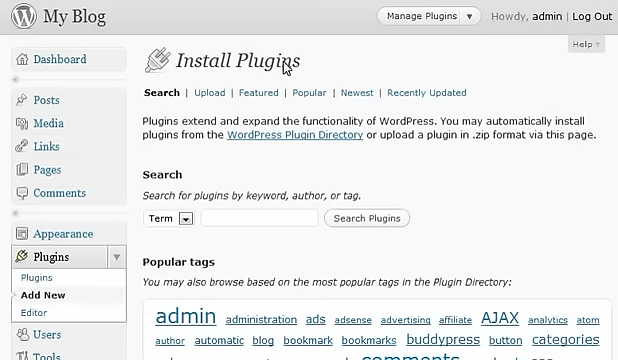 My Blog
Manage Plugins
Howdy, admin | Log Out
Help
Dashboard
Posts
Media
Links
Pages
Comments
Appearance
Plugins
Plugins
Add New
Editor
Users
Tools
Install Plugins
Search | Upload | Featured | Popular | Newest | Recently Updated
Plugins extend and expand the functionality of WordPress. You may automatically install
plugins from the WordPress Plugin Directory or upload a plugin in .zip format via this page.
Search
Search for plugins by keyword, author, or tag.
Term
Search Plugins
Popular tags
You may also browse based on the most popular tags in the Plugin Directory:
admin administration ads adsense advertising affiliate AJAX analytics atom
author automatic blog bookmark bookmarks buddypress button categories
comments